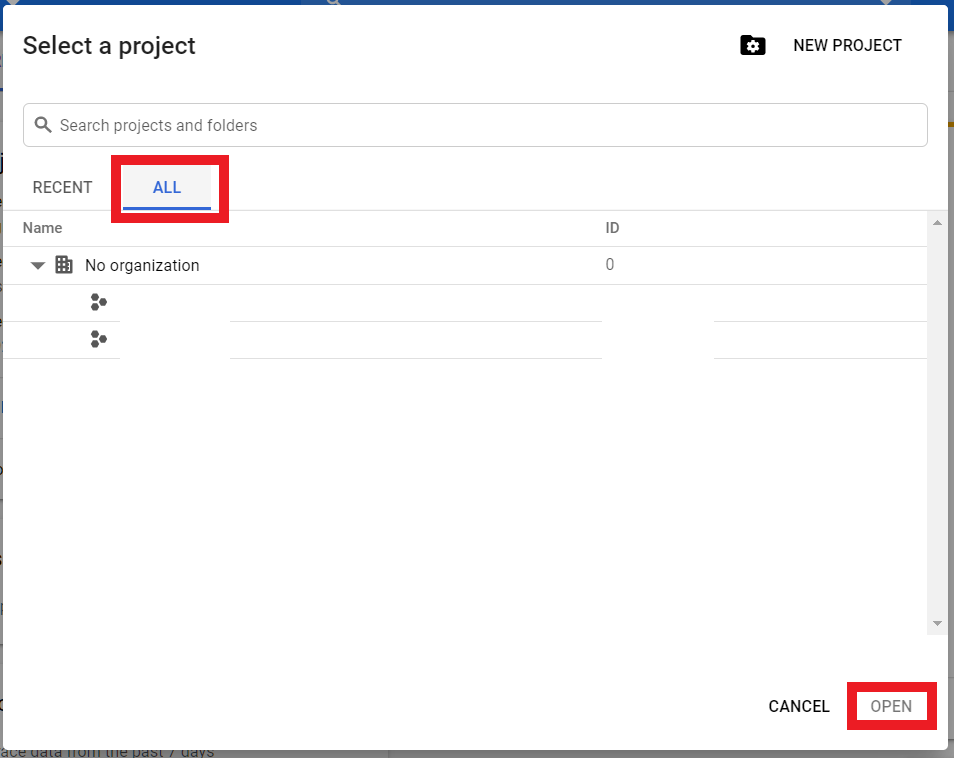 Select a project
NEW PROJECT
Search projects and folders
RECENT
ALL
Name
ID
No organization
0
CANCEL
OPEN
ace data from the past 7 days